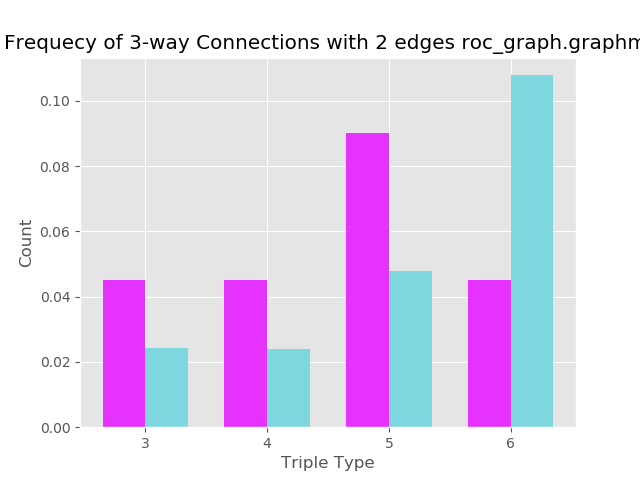 Frequecy of 3-way Connections with 2 edges roc_graph.graphm
0.10
0.08
0.06
0.04
0.02
0.00
Count
3 4 5 6
Triple Type